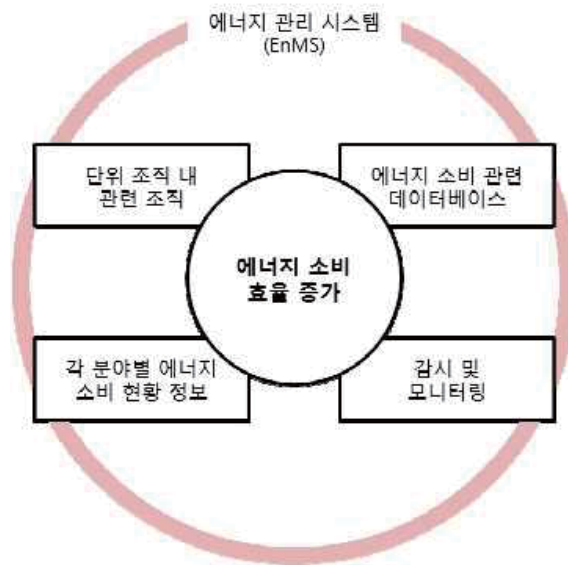 에너지 관리 시스템
(EnMS)
단위 조직 내
관련 조직
에너지 소비 관련
데이터베이스
에너지 소비
효율 증가
각 분야별 에너지
소비 현황 정보
감시 및
모니터링